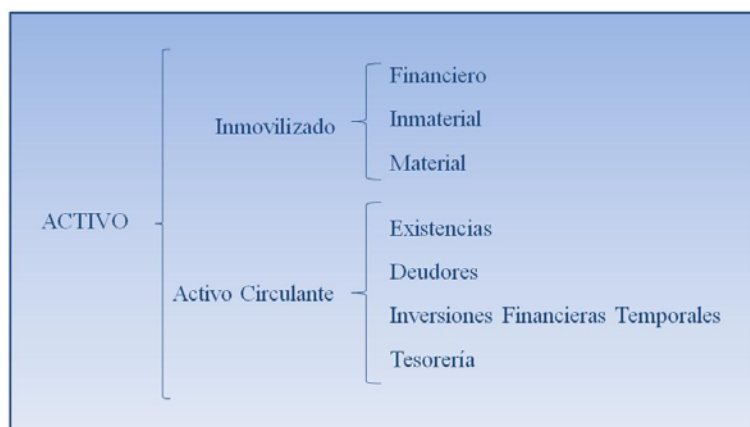 ACTIVO
Inmovilizado
Financiero
Inmaterial
Material
Activo Circulante
Existencias
Deudores
Inversiones Financieras Temporales
Tesorería